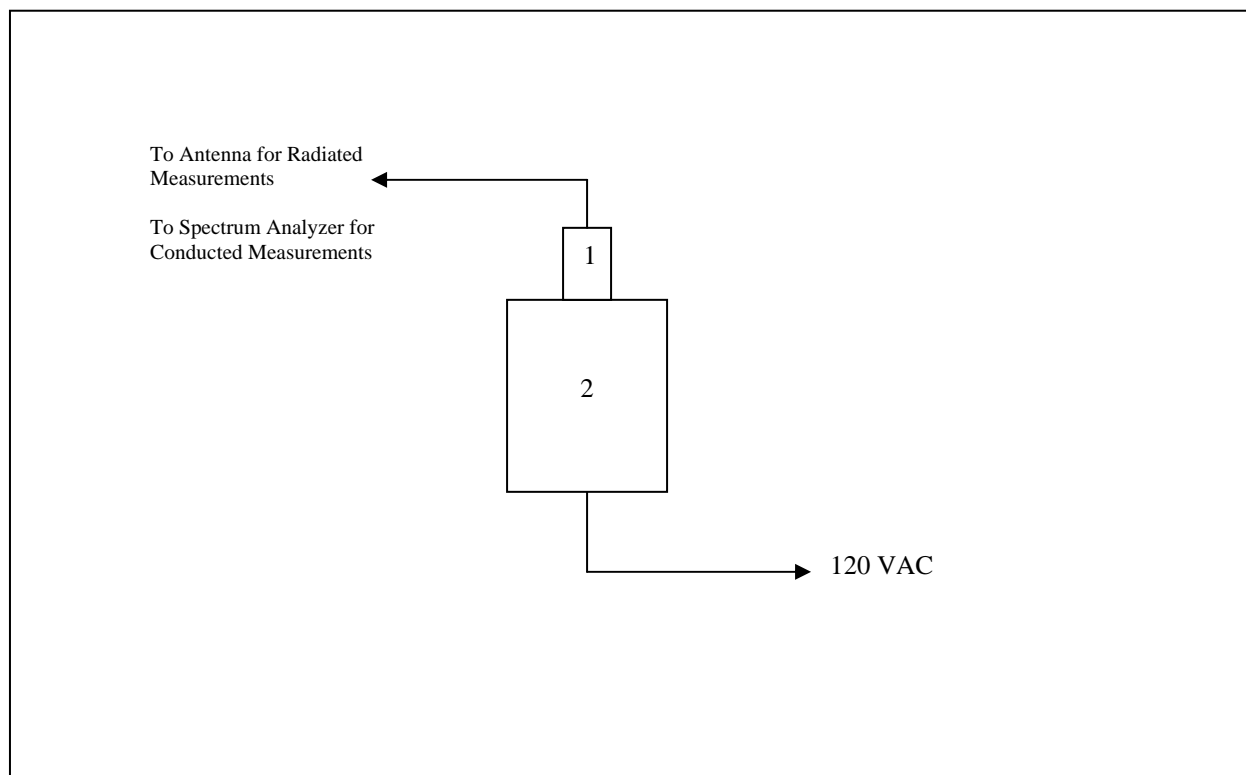 To Antenna for Radiated
Measurements
To Spectrum Analyzer for
Conducted Measurements
1
2
120 VAC